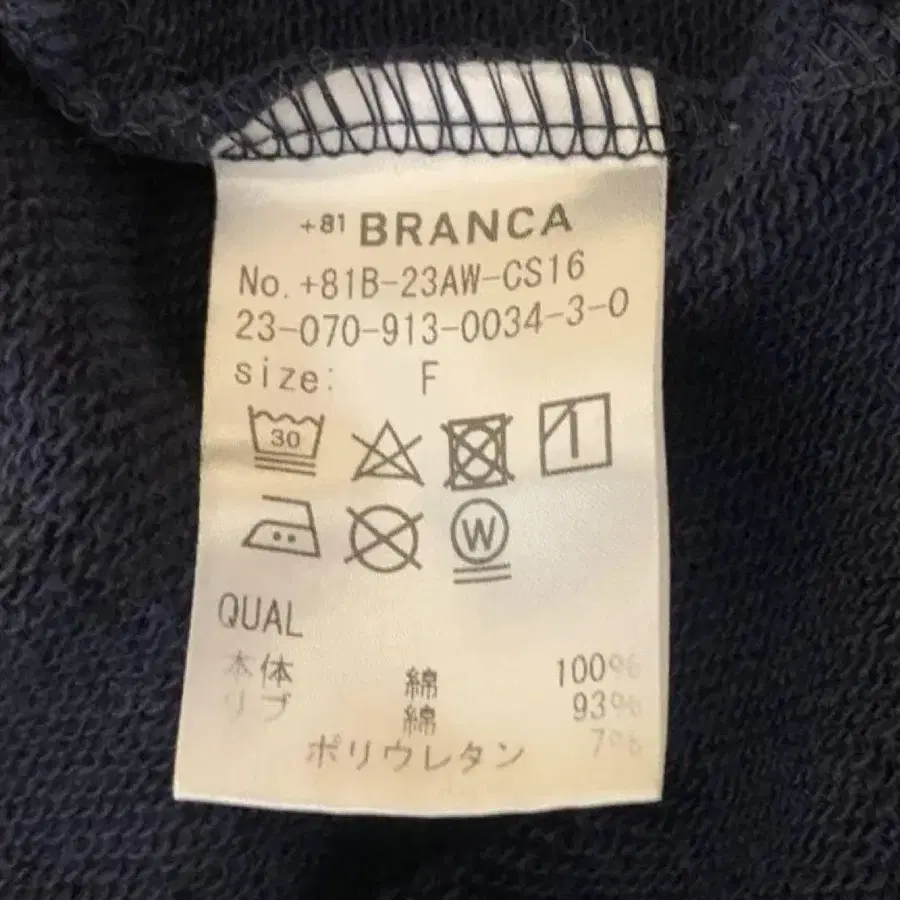 +81 BRANCA
No. +81B-23AW-CS16
23-070-913-0034-3-0
size: F
30
W
QUAL
本体 綿 100%
リブ 綿 93%
ポリウレタン 7%